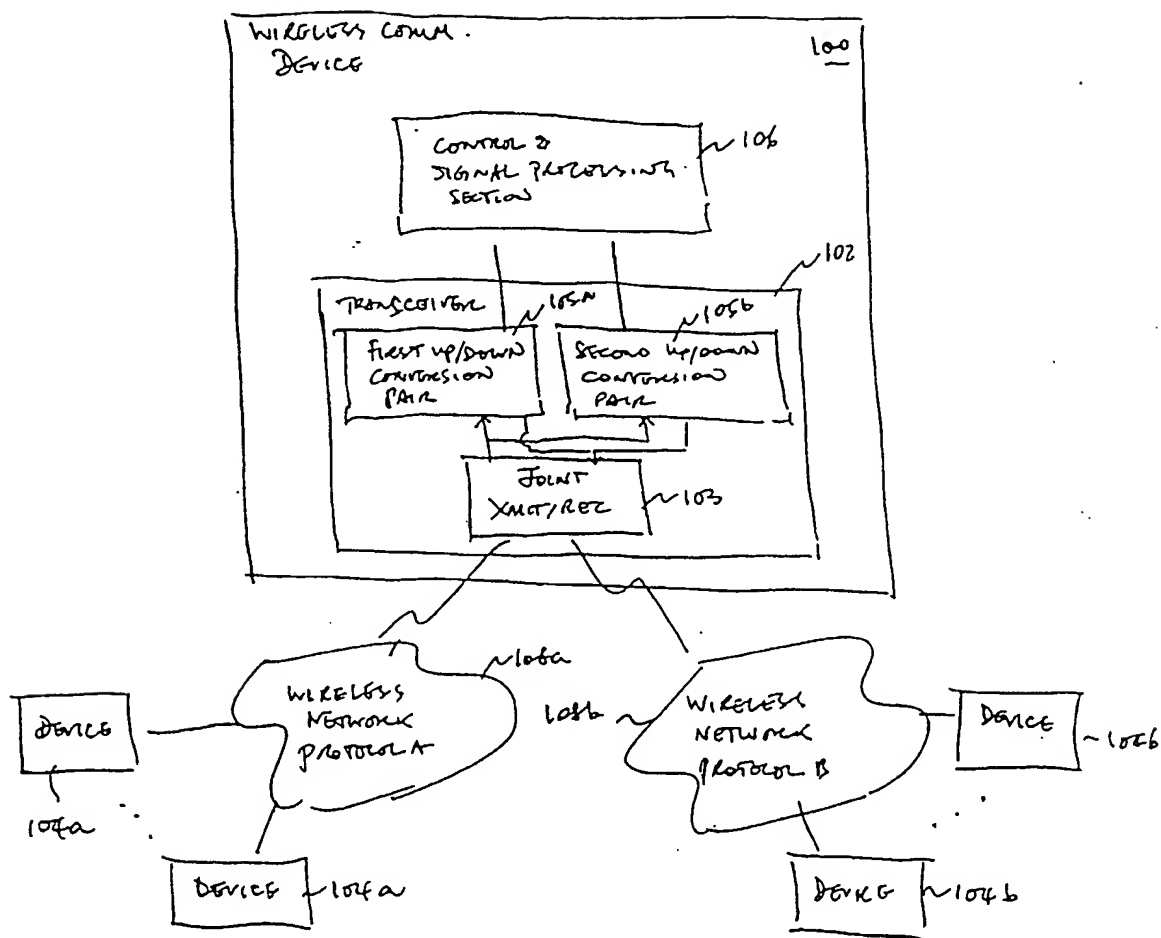 WIRELESS COMM.
DEVICE
100
CONTROL &
SIGNAL PROCESSING
SECTION
106
102
TRANSCEIVER
105a
105b
FIRST UP/DOWN
CONVERSION
PAIR
SECOND UP/DOWN
CONVERSION
PAIR
JOINT
XMIT/REC
103
108a
WIRELESS
NETWORK
PROTOCOL A
108b
WIRELESS
NETWORK
PROTOCOL B
DEVICE
104a
DEVICE
104b
DEVICE
104a
DEVICE
104b